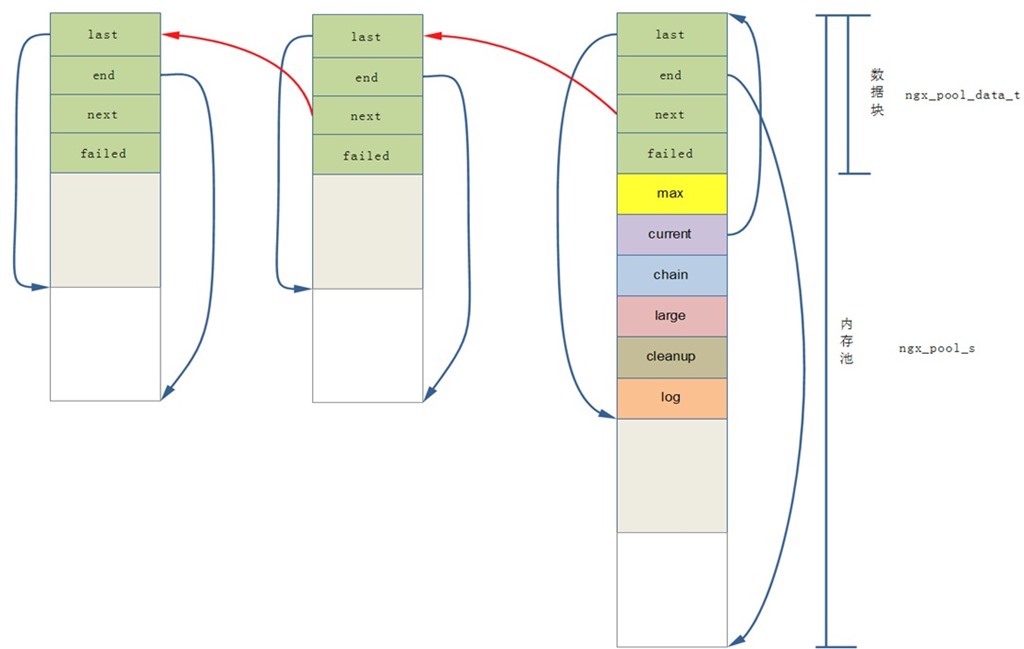 last
end
next
failed
last
end
next
failed
last
end
next
failed
max
current
chain
large
cleanup
log
数据块
ngx_pool_data_t
内存池
ngx_pool_s